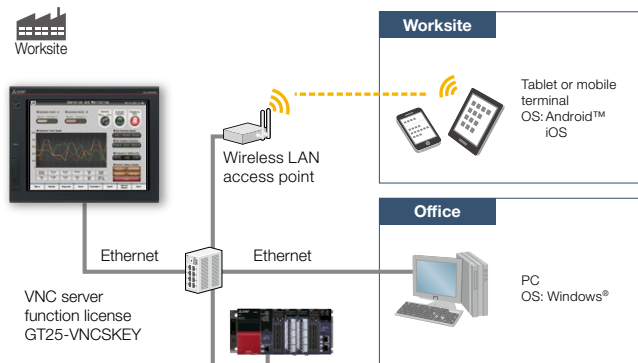 Worksite
Worksite
Tablet or mobile
terminal
OS: Android™
iOS
Wireless LAN
access point
Office
Ethernet
Ethernet
PC
OS: Windows®
VNC server
function license
GT25-VNCSKEY